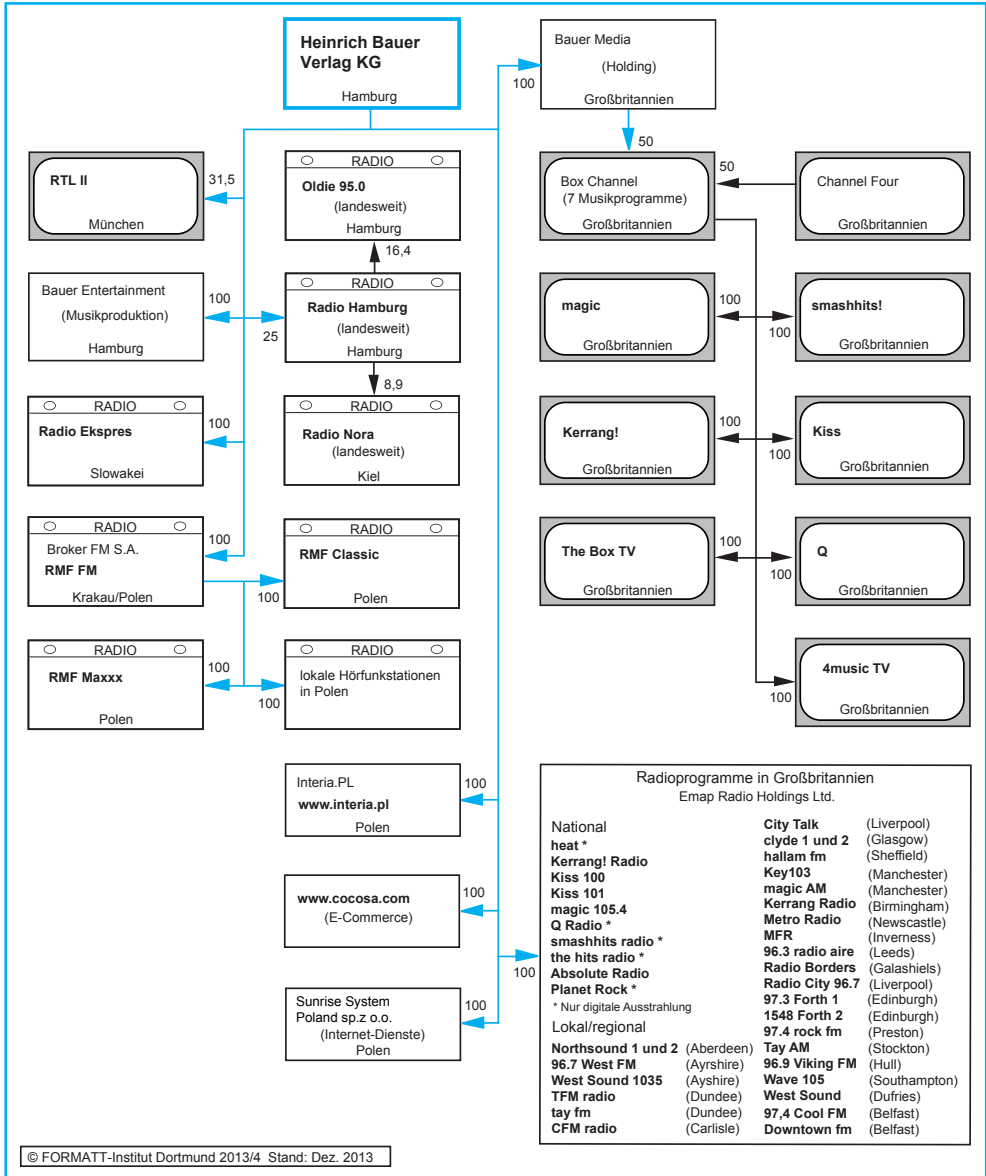 Heinrich Bauer
Verlag KG
Hamburg
Bauer Media
(Holding)
Großbritannien
100
50
RTL II
München
31,5
RADIO
Oldie 95.0
(landesweit)
Hamburg
16,4
Box Channel
(7 Musikprogramme)
Großbritannien
50
Channel Four
Großbritannien
Bauer Entertainment
(Musikproduktion)
Hamburg
100
25
RADIO
Radio Hamburg
(landesweit)
Hamburg
8,9
magic
Großbritannien
100
100
smashhits!
Großbritannien
RADIO
Radio Ekspres
Slowakei
100
RADIO
Radio Nora
(landesweit)
Kiel
Kerrang!
Großbritannien
100
100
Kiss
Großbritannien
RADIO
Broker FM S.A.
RMF FM
Krakau/Polen
100
100
RADIO
RMF Classic
Polen
The Box TV
Großbritannien
100
100
Q
Großbritannien
RADIO
RMF Maxxx
Polen
100
100
RADIO
lokale Hörfunkstationen
in Polen
100
4music TV
Großbritannien
Interia.PL
www.interia.pl
Polen
100
www.cocosa.com
(E-Commerce)
100
Sunrise System
Poland sp.z o.o.
(Internet-Dienste)
Polen
100
100
Radioprogramme in Großbritannien
Emap Radio Holdings Ltd.
National
heat *
Kerrang! Radio
Kiss 100
Kiss 101
magic 105.4
Q Radio *
smashhits radio *
the hits radio *
Absolute Radio
Planet Rock *
* Nur digitale Ausstrahlung
Lokal/regional
Northsound 1 und 2 (Aberdeen)
96.7 West FM (Ayrshire)
West Sound 1035 (Ayshire)
TFM radio (Dundee)
tay fm (Dundee)
CFM radio (Carlisle)
City Talk (Liverpool)
clyde 1 und 2 (Glasgow)
hallam fm (Sheffield)
Key103 (Manchester)
magic AM (Manchester)
Kerrang Radio (Birmingham)
Metro Radio (Newscastle)
MFR (Inverness)
96.3 radio aire (Leeds)
Radio Borders (Galashiels)
Radio City 96.7 (Liverpool)
97.3 Forth 1 (Edinburgh)
1548 Forth 2 (Edinburgh)
97.4 rock fm (Preston)
Tay AM (Stockton)
96.9 Viking FM (Hull)
Wave 105 (Southampton)
West Sound (Dufries)
97,4 Cool FM (Belfast)
Downtown fm (Belfast)
© FORMATT-Institut Dortmund 2013/4 Stand: Dez. 2013